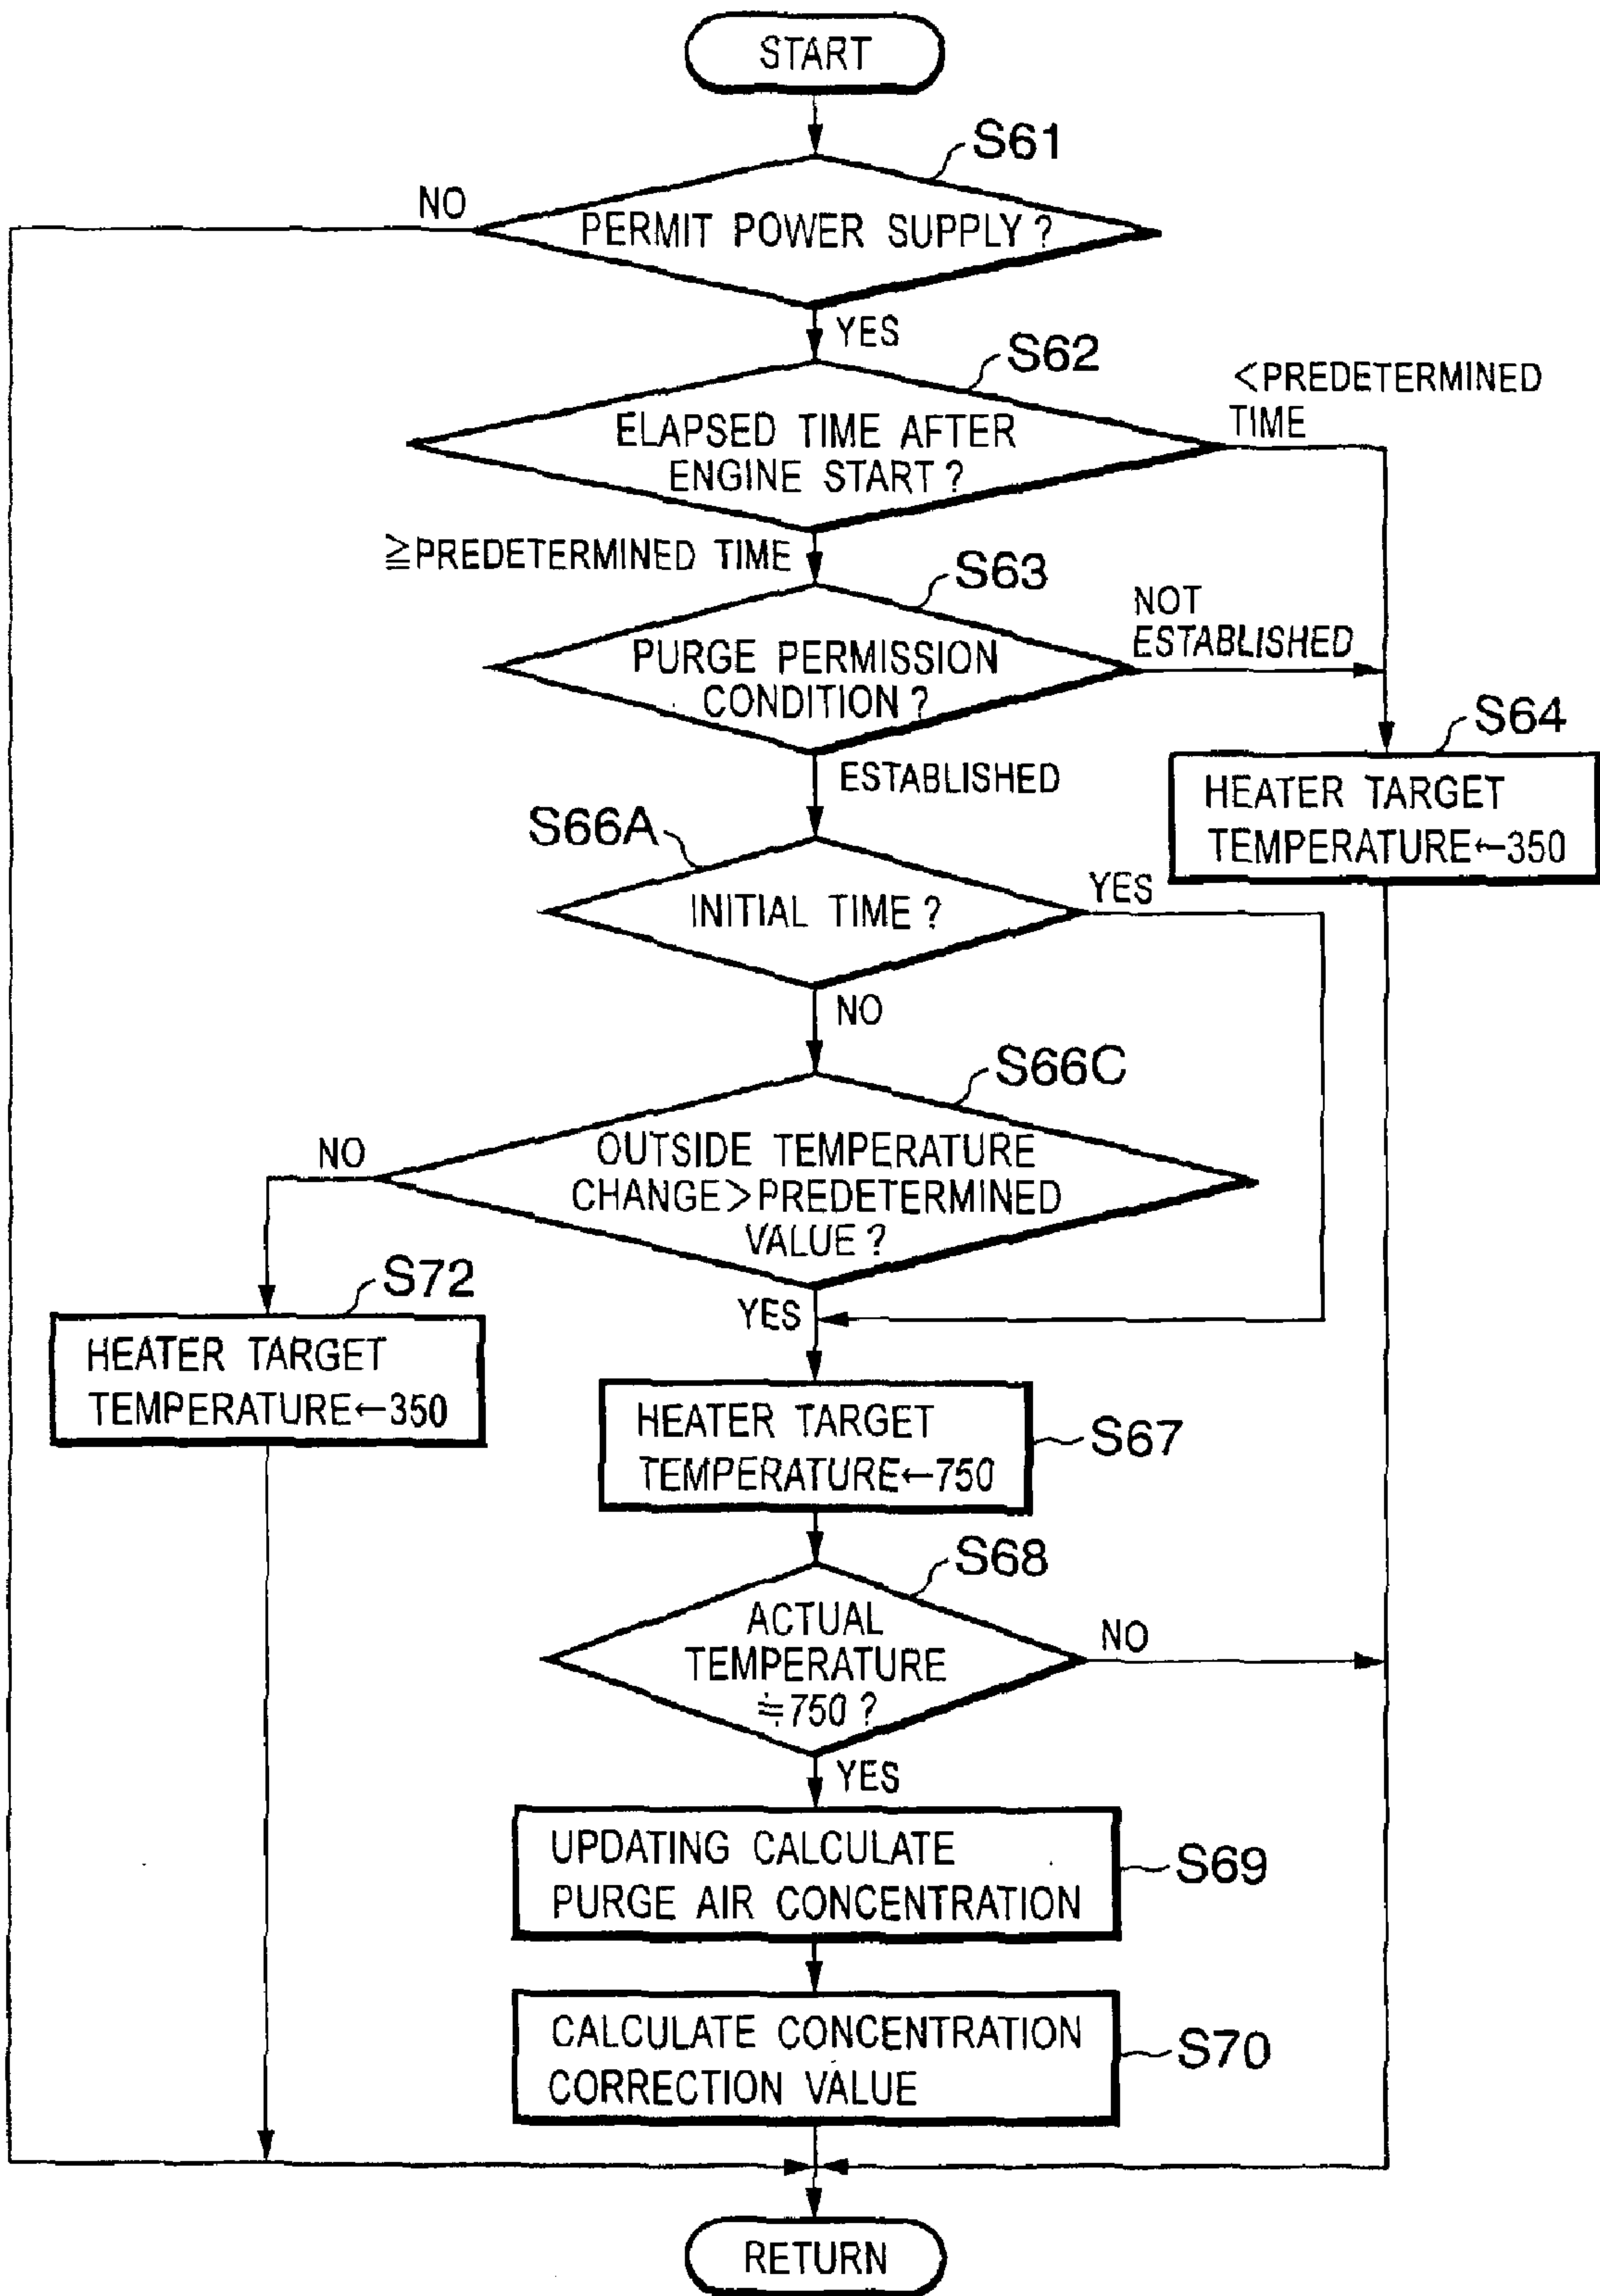 START
S61
NO
PERMIT POWER SUPPLY?
YES
S62
<PREDETERMINED
TIME
ELAPSED TIME AFTER
ENGINE START?
≧PREDETERMINED TIME
S63
NOT
ESTABLISHED
PURGE PERMISSION
CONDITION?
S64
ESTABLISHED
HEATER TARGET
TEMPERATURE←350
S66A
YES
INITIAL TIME?
NO
S66C
NO
OUTSIDE TEMPERATURE
CHANGE>PREDETERMINED
VALUE?
S72
YES
HEATER TARGET
TEMPERATURE←350
HEATER TARGET
TEMPERATURE←750
S67
S68
ACTUAL
TEMPERATURE
≒750?
NO
YES
UPDATING CALCULATE
PURGE AIR CONCENTRATION
S69
CALCULATE CONCENTRATION
CORRECTION VALUE
S70
RETURN